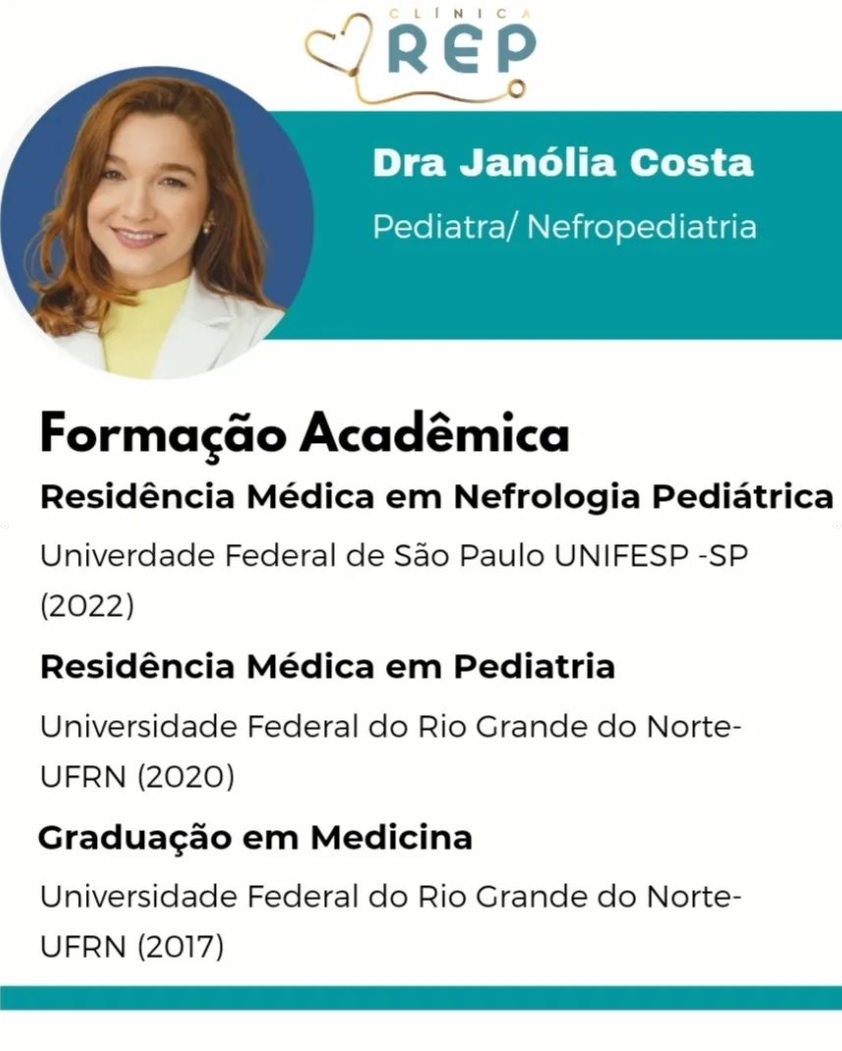 CLÍNICA
REP
Dra Janólia Costa
Pediatra/ Nefropediatria
Formação Acadêmica
Residência Médica em Nefrologia Pediátrica
Univerdade Federal de São Paulo UNIFESP -SP
(2022)
Residência Médica em Pediatria
Universidade Federal do Rio Grande do Norte-
UFRN (2020)
Graduação em Medicina
Universidade Federal do Rio Grande do Norte-
UFRN (2017)